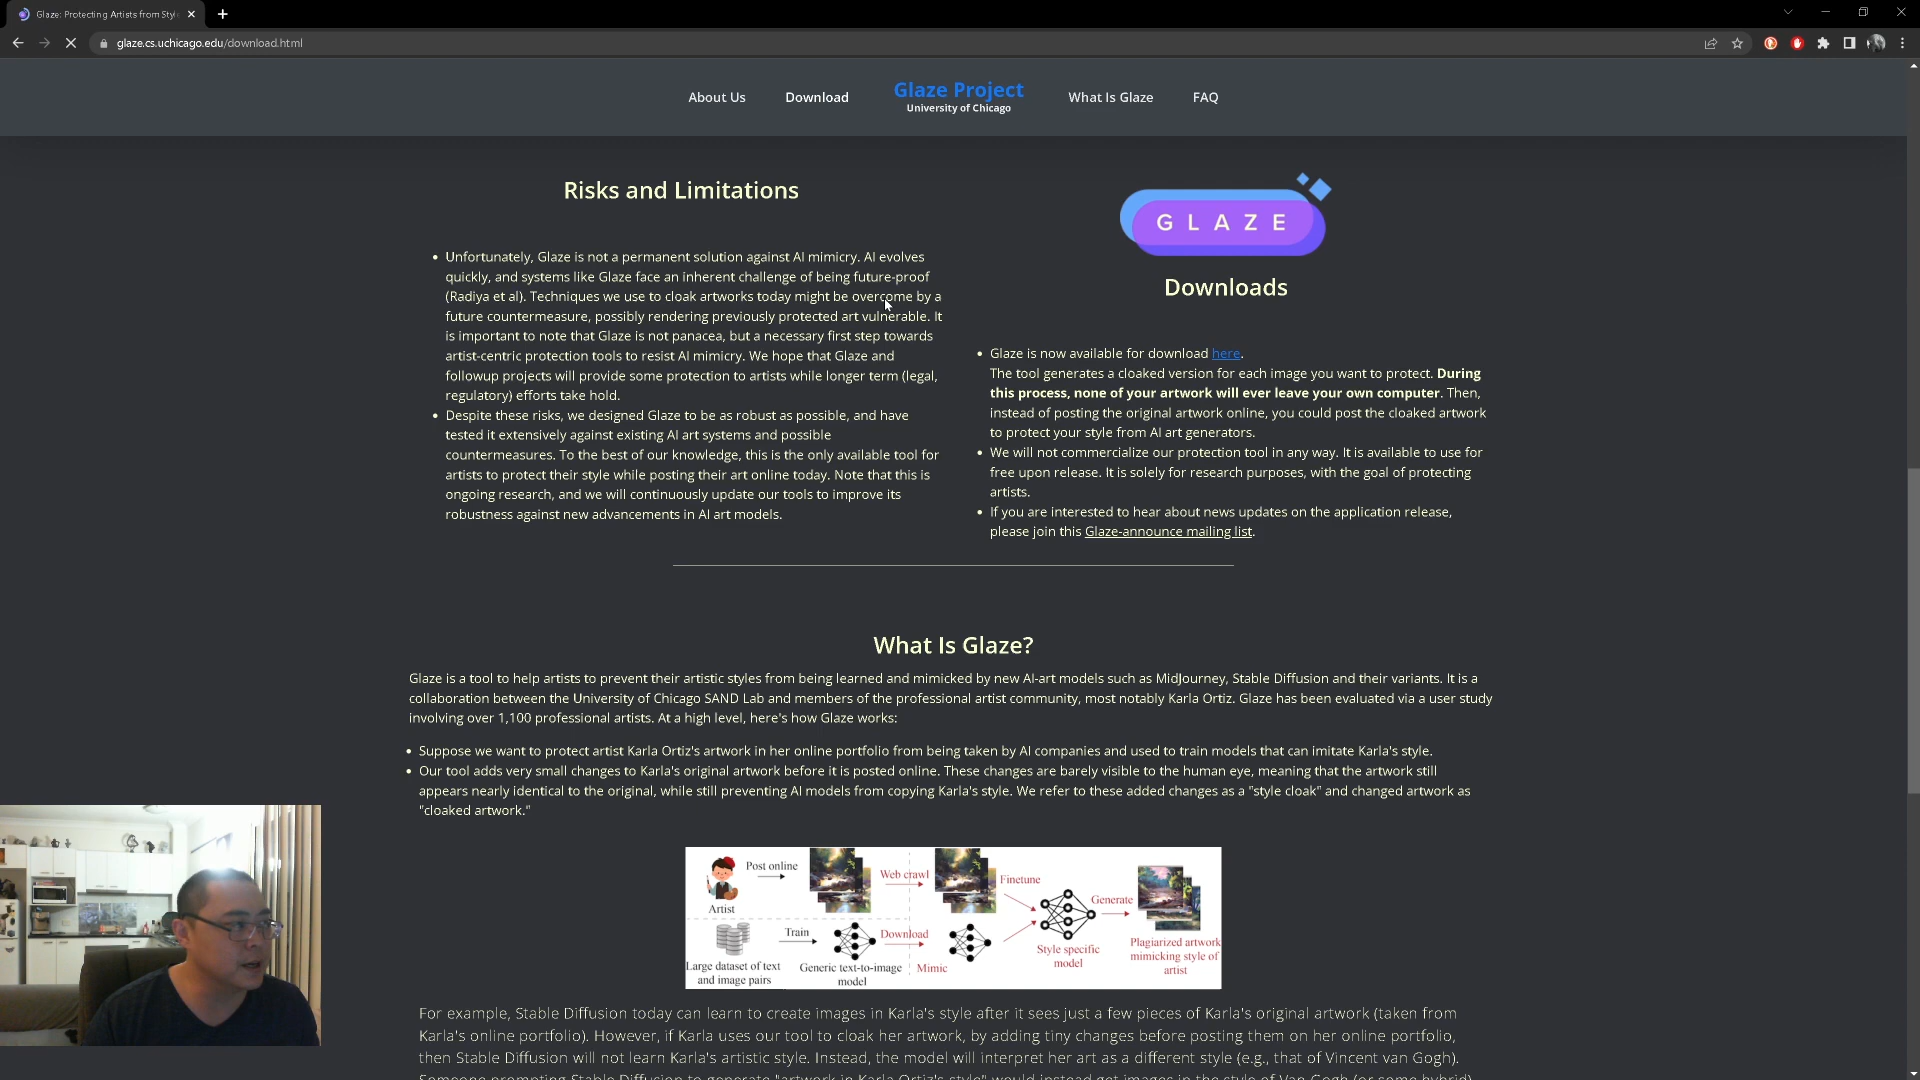 Glaze: Protecting Artists from Styl
glaze.cs.uchicago.edu/download.html
About Us
Download
Glaze Project
University of Chicago
What Is Glaze
FAQ
Risks and Limitations
Unfortunately, Glaze is not a permanent solution against AI mimicry. AI evolves
quickly, and systems like Glaze face an inherent challenge of being future-proof
(Radiya et al). Techniques we use to cloak artworks today might be overcome by a
future countermeasure, possibly rendering previously protected art vulnerable. It
is important to note that Glaze is not panacea, but a necessary first step towards
artist-centric protection tools to resist AI mimicry. We hope that Glaze and
followup projects will provide some protection to artists while longer term (legal,
regulatory) efforts take hold.
Despite these risks, we designed Glaze to be as robust as possible, and have
tested it extensively against existing AI art systems and possible
countermeasures. To the best of our knowledge, this is the only available tool for
artists to protect their style while posting their art online today. Note that this is
ongoing research, and we will continuously update our tools to improve its
robustness against new advancements in AI art models.
GLAZE
Downloads
Glaze is now available for download here.
The tool generates a cloaked version for each image you want to protect. During
this process, none of your artwork will ever leave your own computer. Then,
instead of posting the original artwork online, you could post the cloaked artwork
to protect your style from AI art generators.
We will not commercialize our protection tool in any way. It is available to use for
free upon release. It is solely for research purposes, with the goal of protecting
artists.
If you are interested to hear about news updates on the application release,
please join this Glaze-announce mailing list.
What Is Glaze?
Glaze is a tool to help artists to prevent their artistic styles from being learned and mimicked by new AI-art models such as MidJourney, Stable Diffusion and their variants. It is a
collaboration between the University of Chicago SAND Lab and members of the professional artist community, most notably Karla Ortiz. Glaze has been evaluated via a user study
involving over 1,100 professional artists. At a high level, here's how Glaze works:
Suppose we want to protect artist Karla Ortiz's artwork in her online portfolio from being taken by AI companies and used to train models that can imitate Karla's style.
Our tool adds very small changes to Karla's original artwork before it is posted online. These changes are barely visible to the human eye, meaning that the artwork still
appears nearly identical to the original, while still preventing AI models from copying Karla's style. We refer to these added changes as a "style cloak" and changed artwork as
"cloaked artwork."
Post online
Web crawl
Finetune
Generate
Artist
Train
Download
Large dataset of text
and image pairs
Generic text-to-image
model
Mimic
Style specific
model
Plagiarized artwork
mimicking style of
artist
For example, Stable Diffusion today can learn to create images in Karla's style after it sees just a few pieces of Karla's original artwork (taken from
Karla's online portfolio). However, if Karla uses our tool to cloak her artwork, by adding tiny changes before posting them on her online portfolio,
then Stable Diffusion will not learn Karla's artistic style. Instead, the model will interpret her art as a different style (e.g., that of Vincent van Gogh).
Someone prompting Stable Diffusion to generate "artwork in Karla Ortiz's style" would instead get images in the style of Van Gogh (or some hybrid)